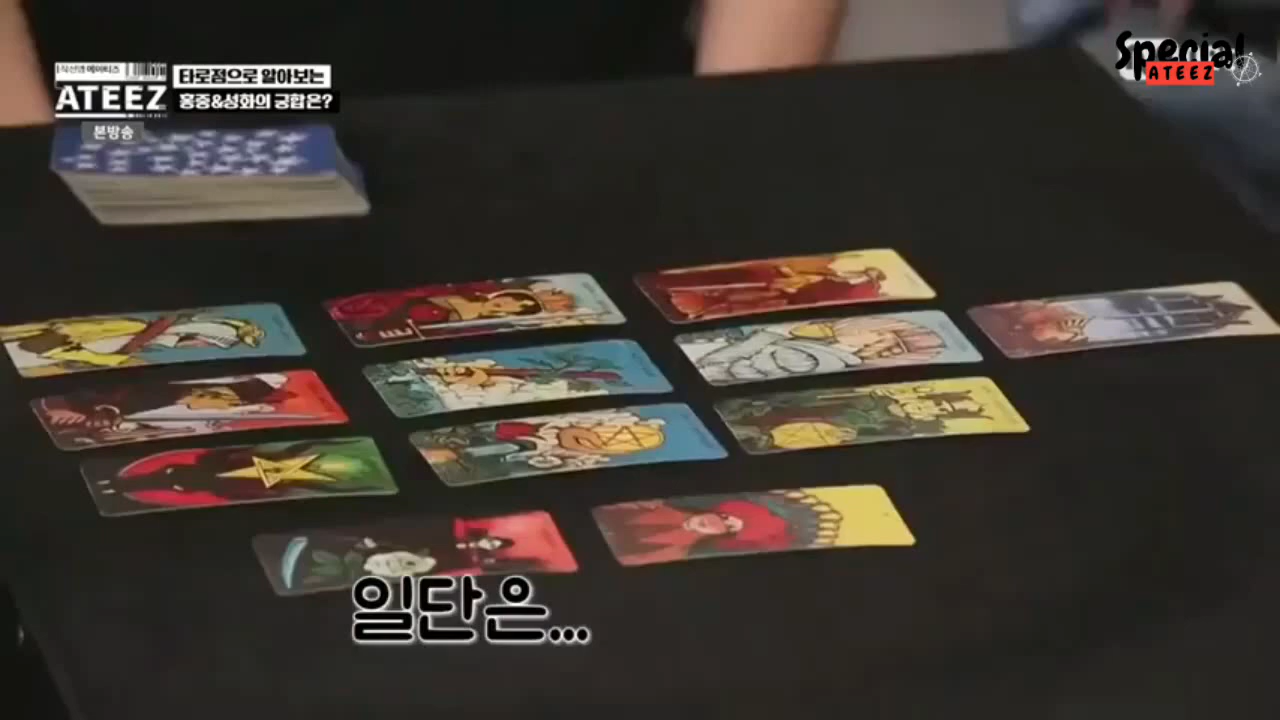 ATEEZ
본방송
타로점으로 알아보는
홍중&성화의 궁합은?
Special
ATEEZ
일단은...